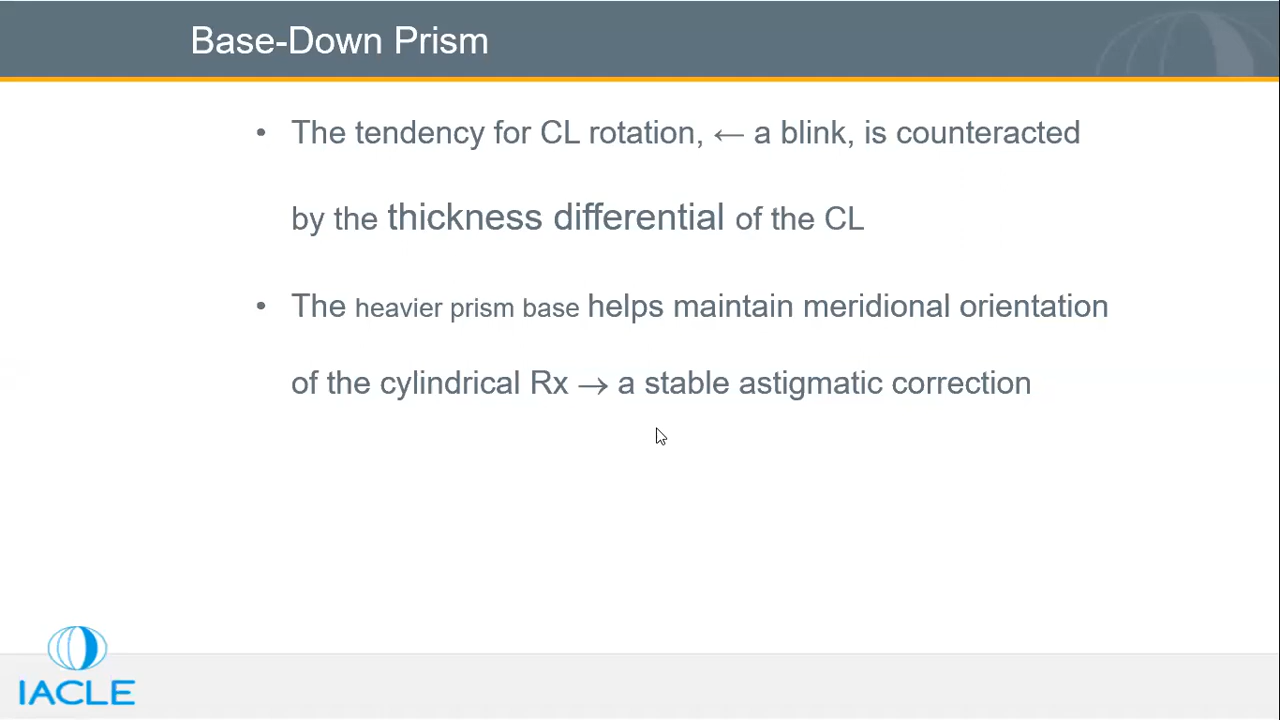 Base-Down Prism
• The tendency for CL rotation, ← a blink, is counteracted
by the thickness differential of the CL
• The heavier prism base helps maintain meridional orientation
of the cylindrical Rx → a stable astigmatic correction
IACLE